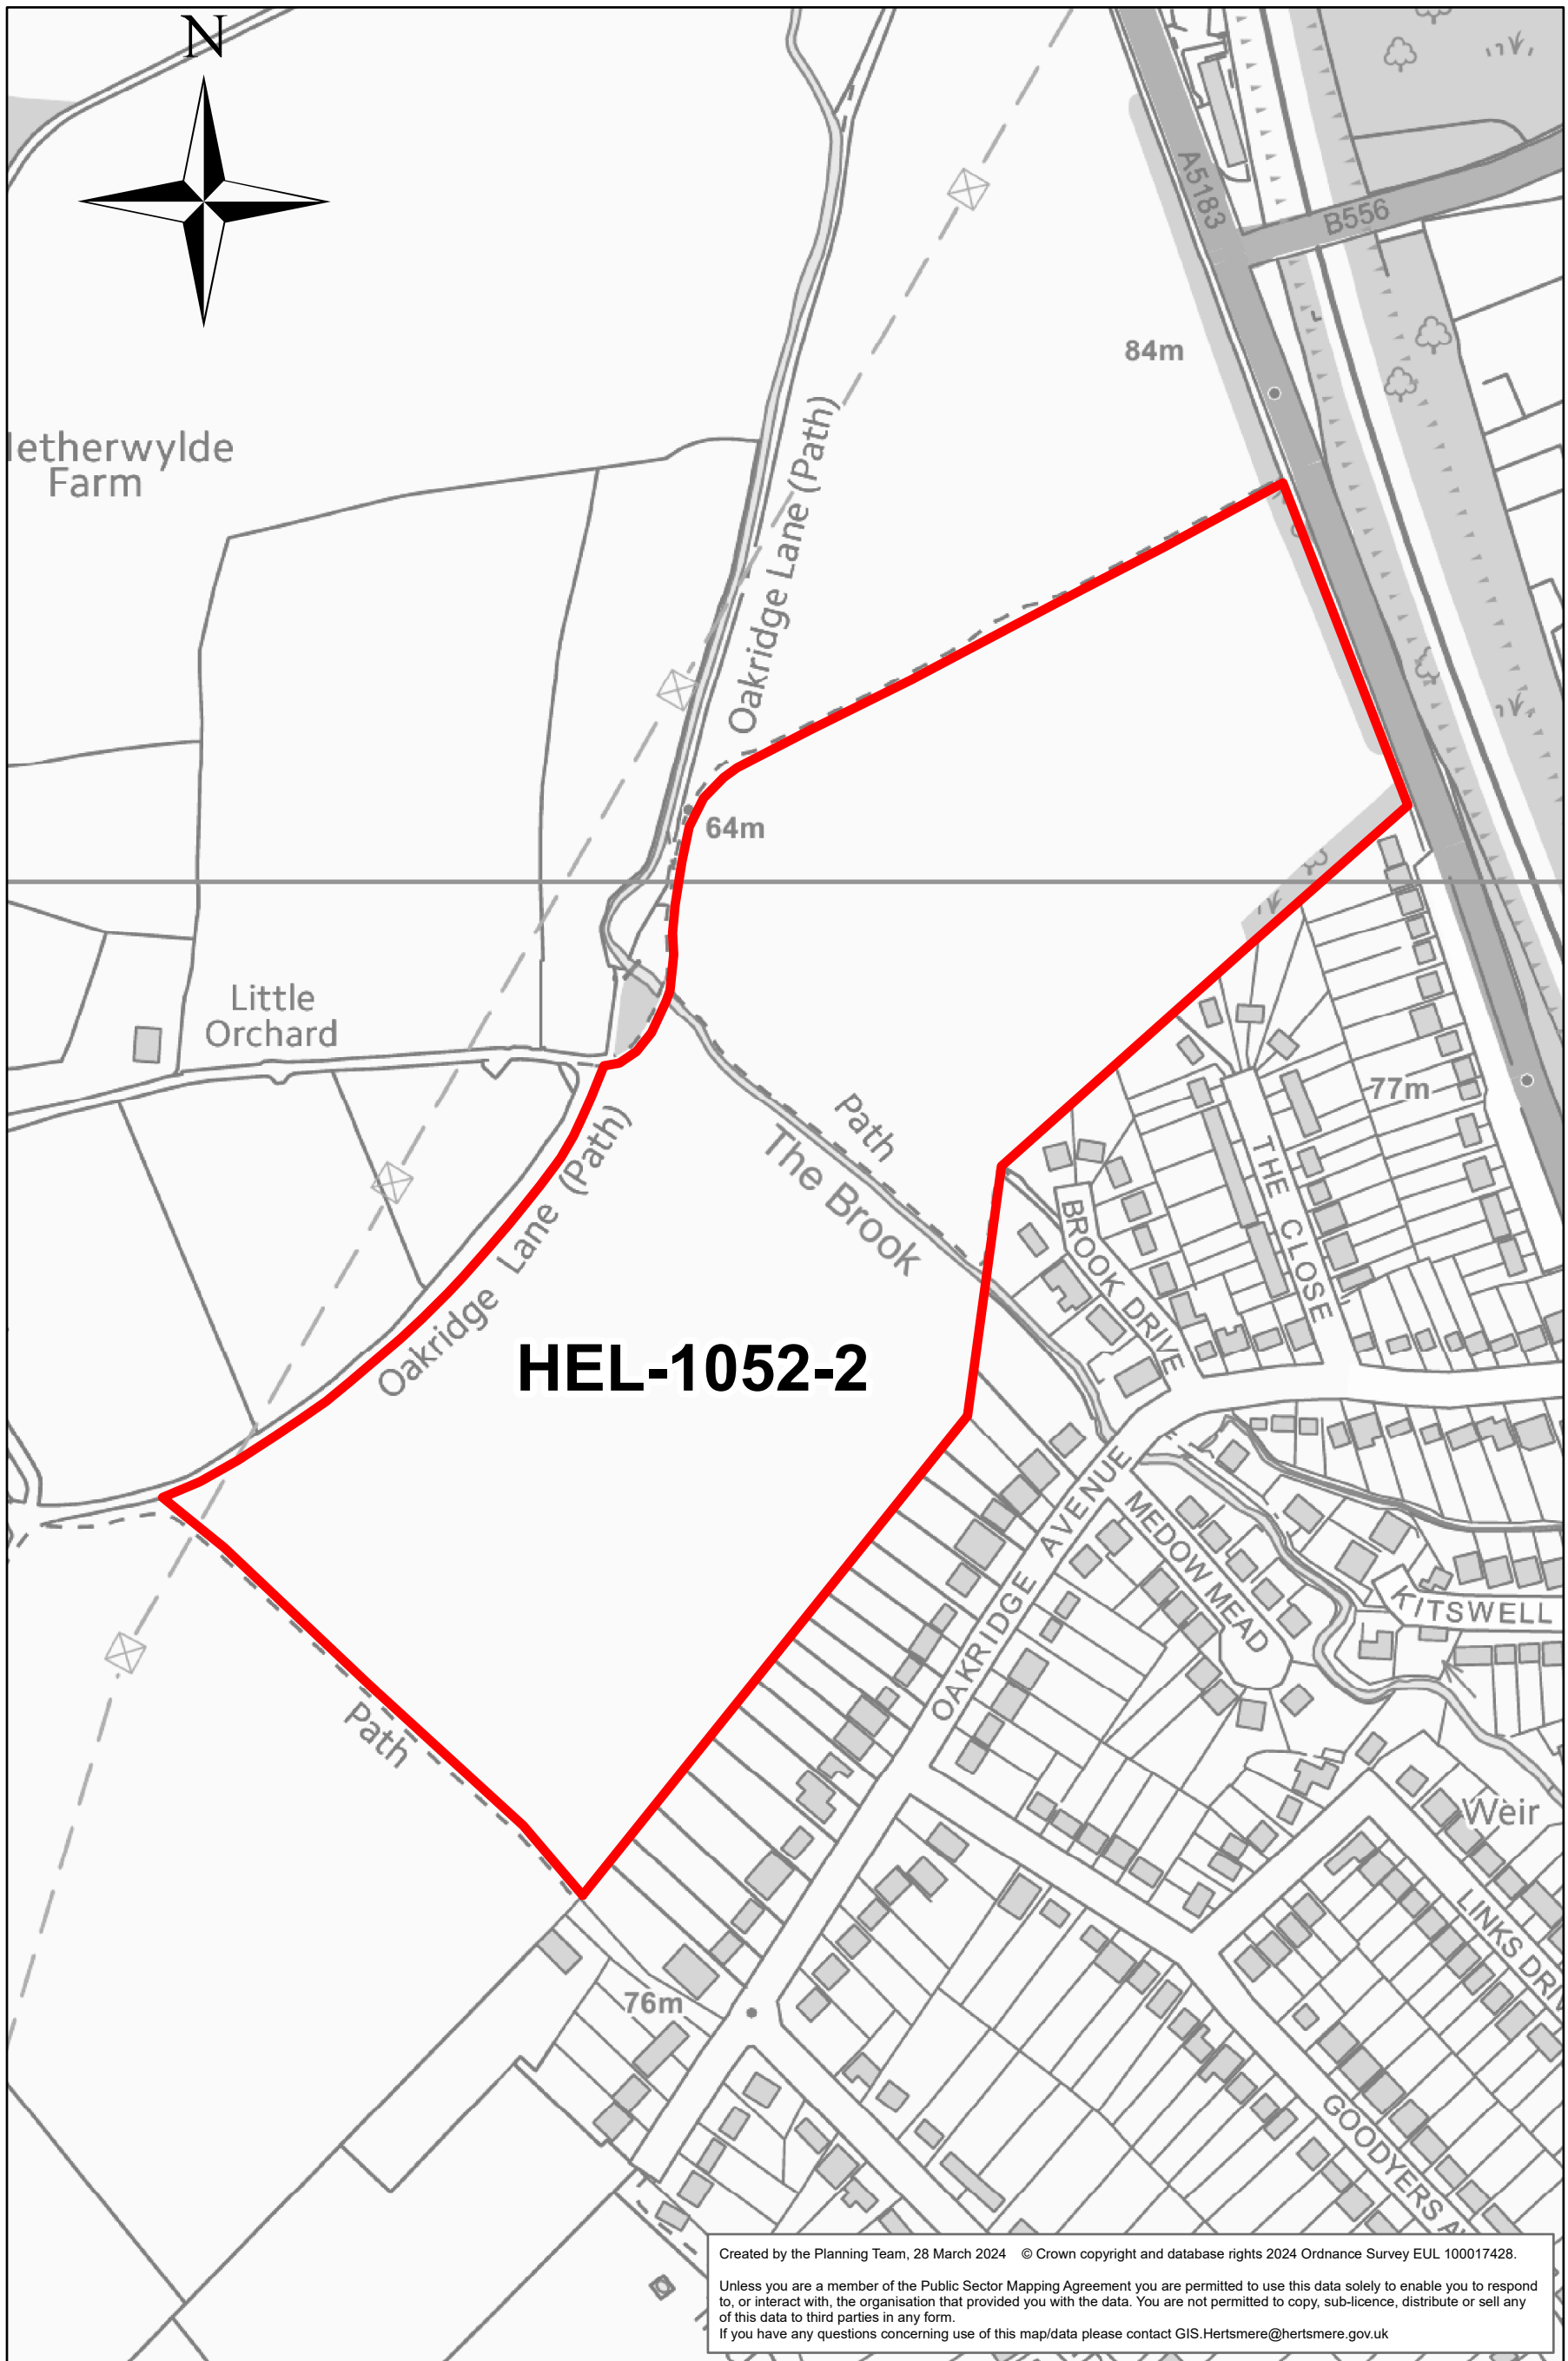 N
A5183
B556
84m
letherwylde
Farm
Oakridge Lane (Path)
64m
Little
Orchard
Path
The Brook
77m
THE CLOSE
BROOK DRIVE
Oakridge Lane (Path)
HEL-1052-2
OAKRIDGE AVENUE
MEDOW MEAD
KITSWELL
Path
Weir
LINKS DRIV
76m
GOODYERS AV
Created by the Planning Team, 28 March 2024 © Crown copyright and database rights 2024 Ordnance Survey EUL 100017428.
Unless you are a member of the Public Sector Mapping Agreement you are permitted to use this data solely to enable you to respond
to, or interact with, the organisation that provided you with the data. You are not permitted to copy, sub-licence, distribute or sell any
of this data to third parties in any form.
If you have any questions concerning use of this map/data please contact GIS.Hertsmere@hertsmere.gov.uk